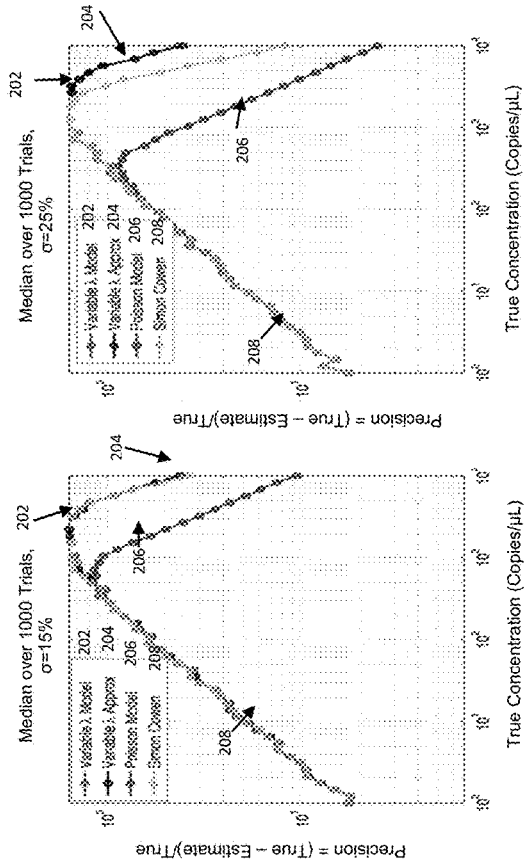 Median over 1000 Trials,
σ=15%
Variable λ Model 202
Variable λ Approx 204
Poisson Model 206
Simon Cowen 208
202
204
206
208
Precision = (True – Estimate)/True
True Concentration (Copies/µL)
Median over 1000 Trials,
σ=25%
Variable λ Model 202
Variable λ Approx 204
Poisson Model 206
Simon Cowen 208
202
204
206
208
Precision = (True – Estimate)/True
True Concentration (Copies/µL)